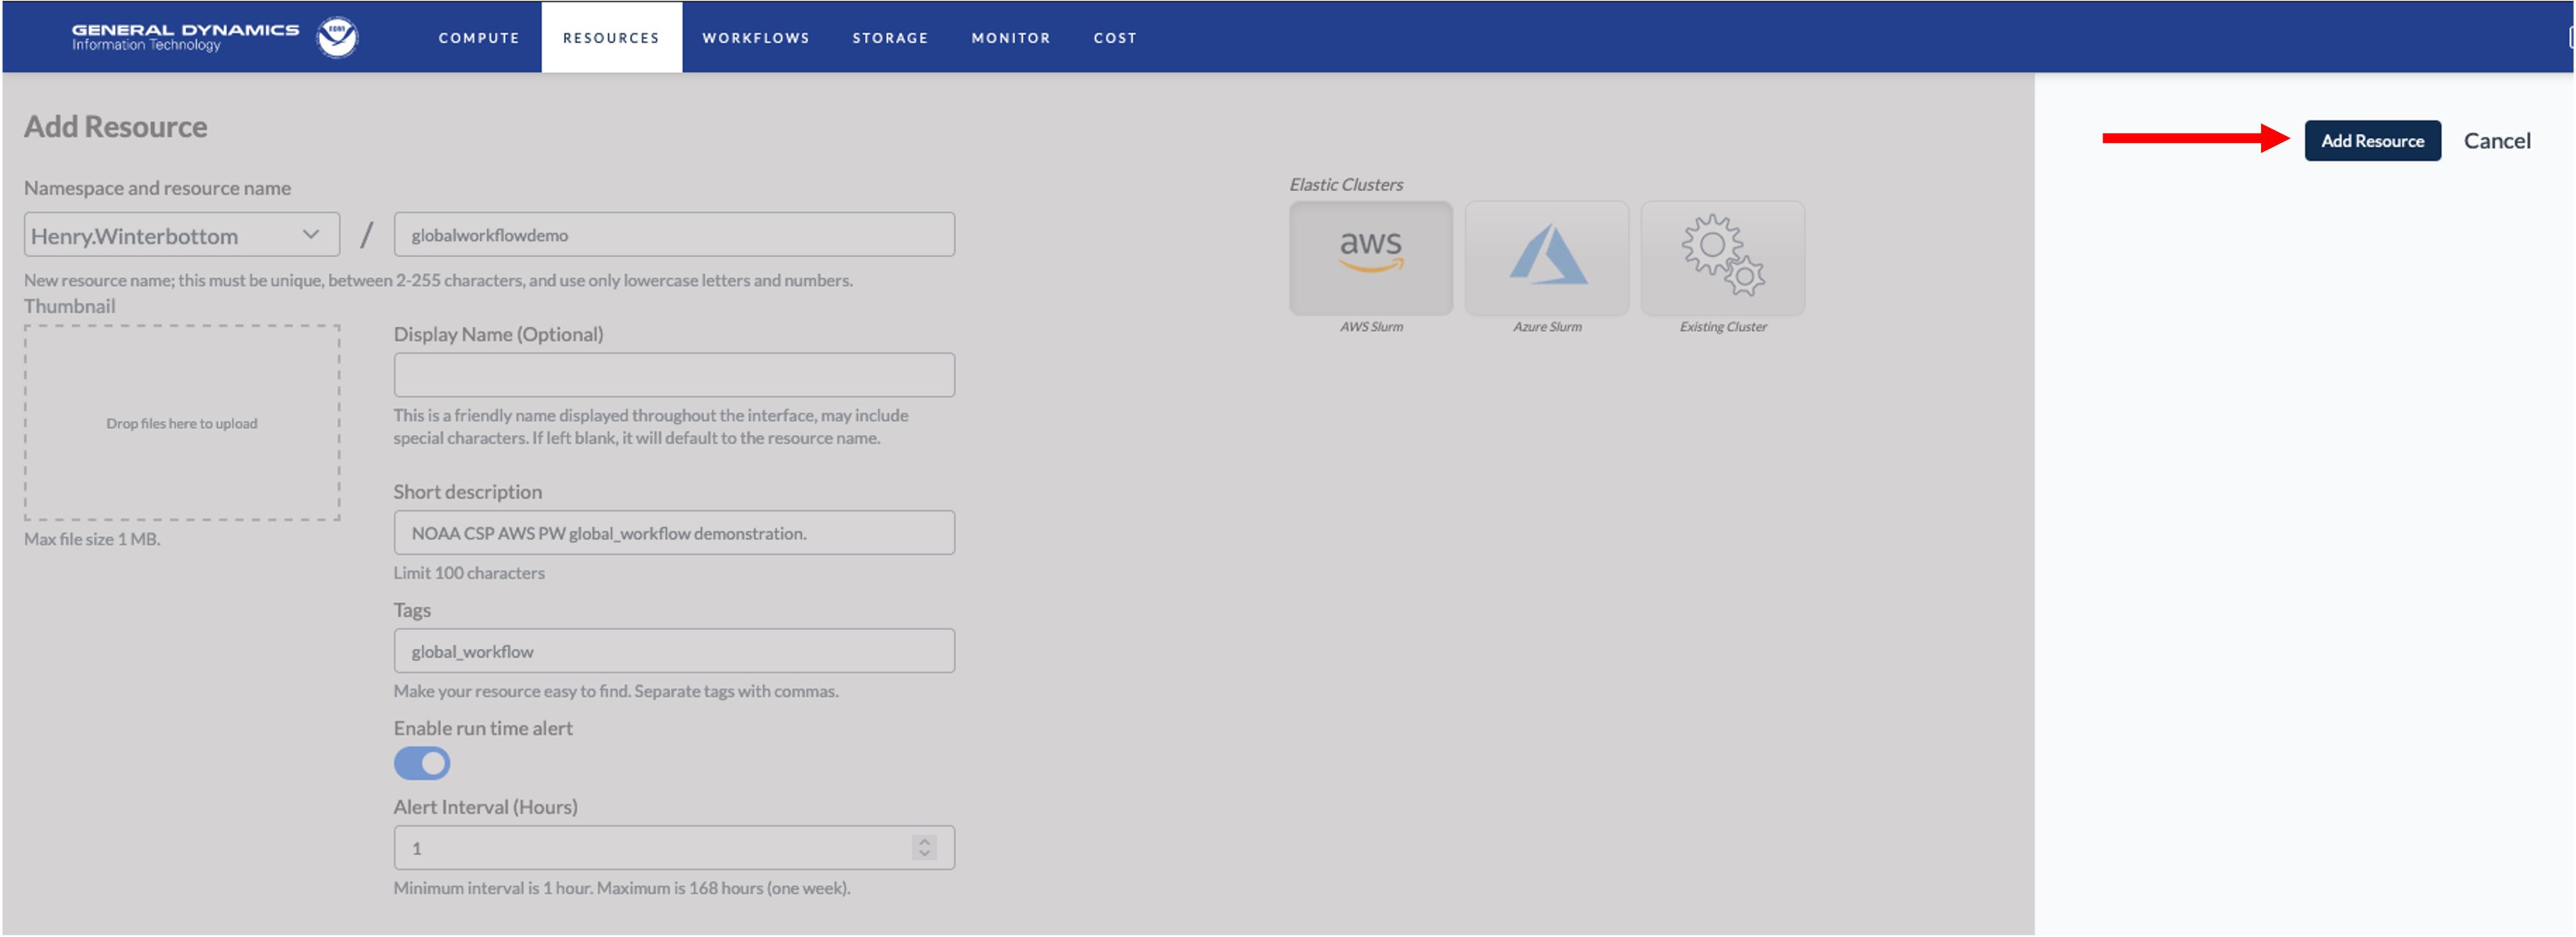 GENERAL DYNAMICS
Information Technology
COMPUTE
RESOURCES
WORKFLOWS
STORAGE
MONITOR
COST
Add Resource
Add Resource
Cancel
Namespace and resource name
Henry.Winterbottom
/
globalworkflowdemo
New resource name; this must be unique, between 2-255 characters, and use only lowercase letters and numbers.
Thumbnail
Drop files here to upload
Max file size 1 MB.
Display Name (Optional)
This is a friendly name displayed throughout the interface, may include
special characters. If left blank, it will default to the resource name.
Short description
NOAA CSP AWS PW global_workflow demonstration.
Limit 100 characters
Tags
global_workflow
Make your resource easy to find. Separate tags with commas.
Enable run time alert
Alert Interval (Hours)
1
Minimum interval is 1 hour. Maximum is 168 hours (one week).
Elastic Clusters
aws
AWS Slurm
Azure Slurm
Existing Cluster